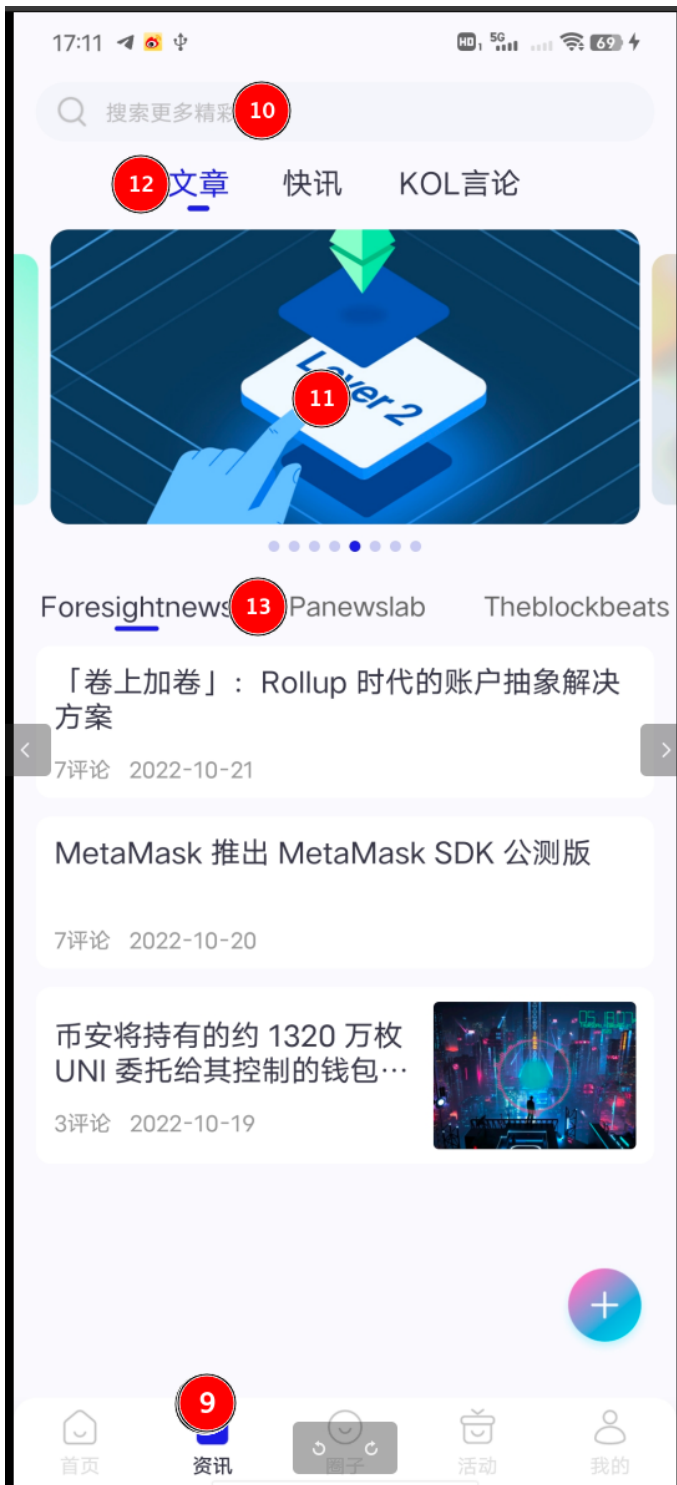 17:11
HD 1 5G 69
搜索更多精彩 10
12 文章 快讯 KOL言论
Layer 2
11
Foresightnews 13 Panewslab Theblockbeats
「卷上加卷」：Rollup 时代的账户抽象解决
方案
7评论 2022-10-21
MetaMask 推出 MetaMask SDK 公测版
7评论 2022-10-20
币安将持有的约 1320 万枚
UNI 委托给其控制的钱包…
3评论 2022-10-19
9
首页 资讯 圈子 活动 我的